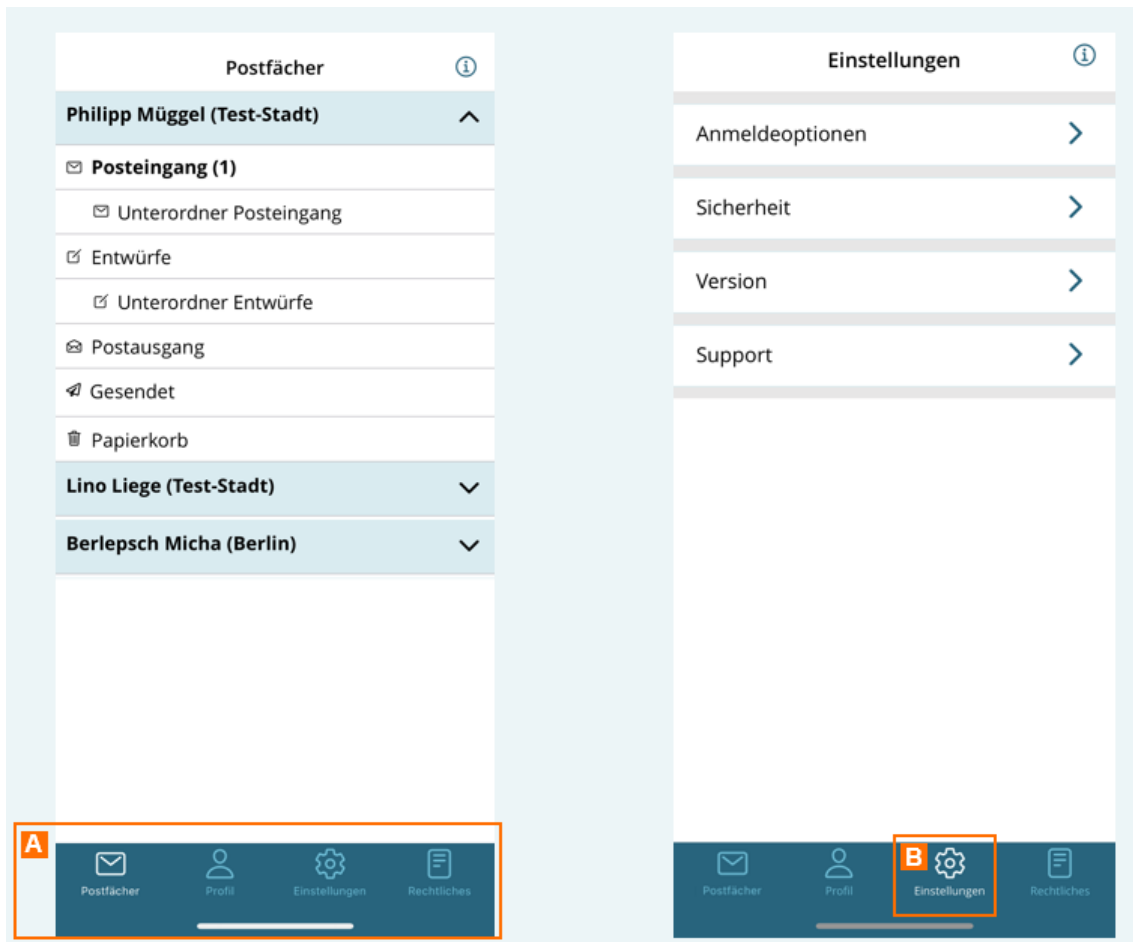 Postfächer
Philipp Müggel (Test-Stadt)
Posteingang (1)
Unterordner Posteingang
Entwürfe
Unterordner Entwürfe
Postausgang
Gesendet
Papierkorb
Lino Liege (Test-Stadt)
Berlepsch Micha (Berlin)
A
Postfächer Profil Einstellungen Rechtliches
Einstellungen
Anmeldeoptionen
Sicherheit
Version
Support
B
Postfächer Profil Einstellungen Rechtliches